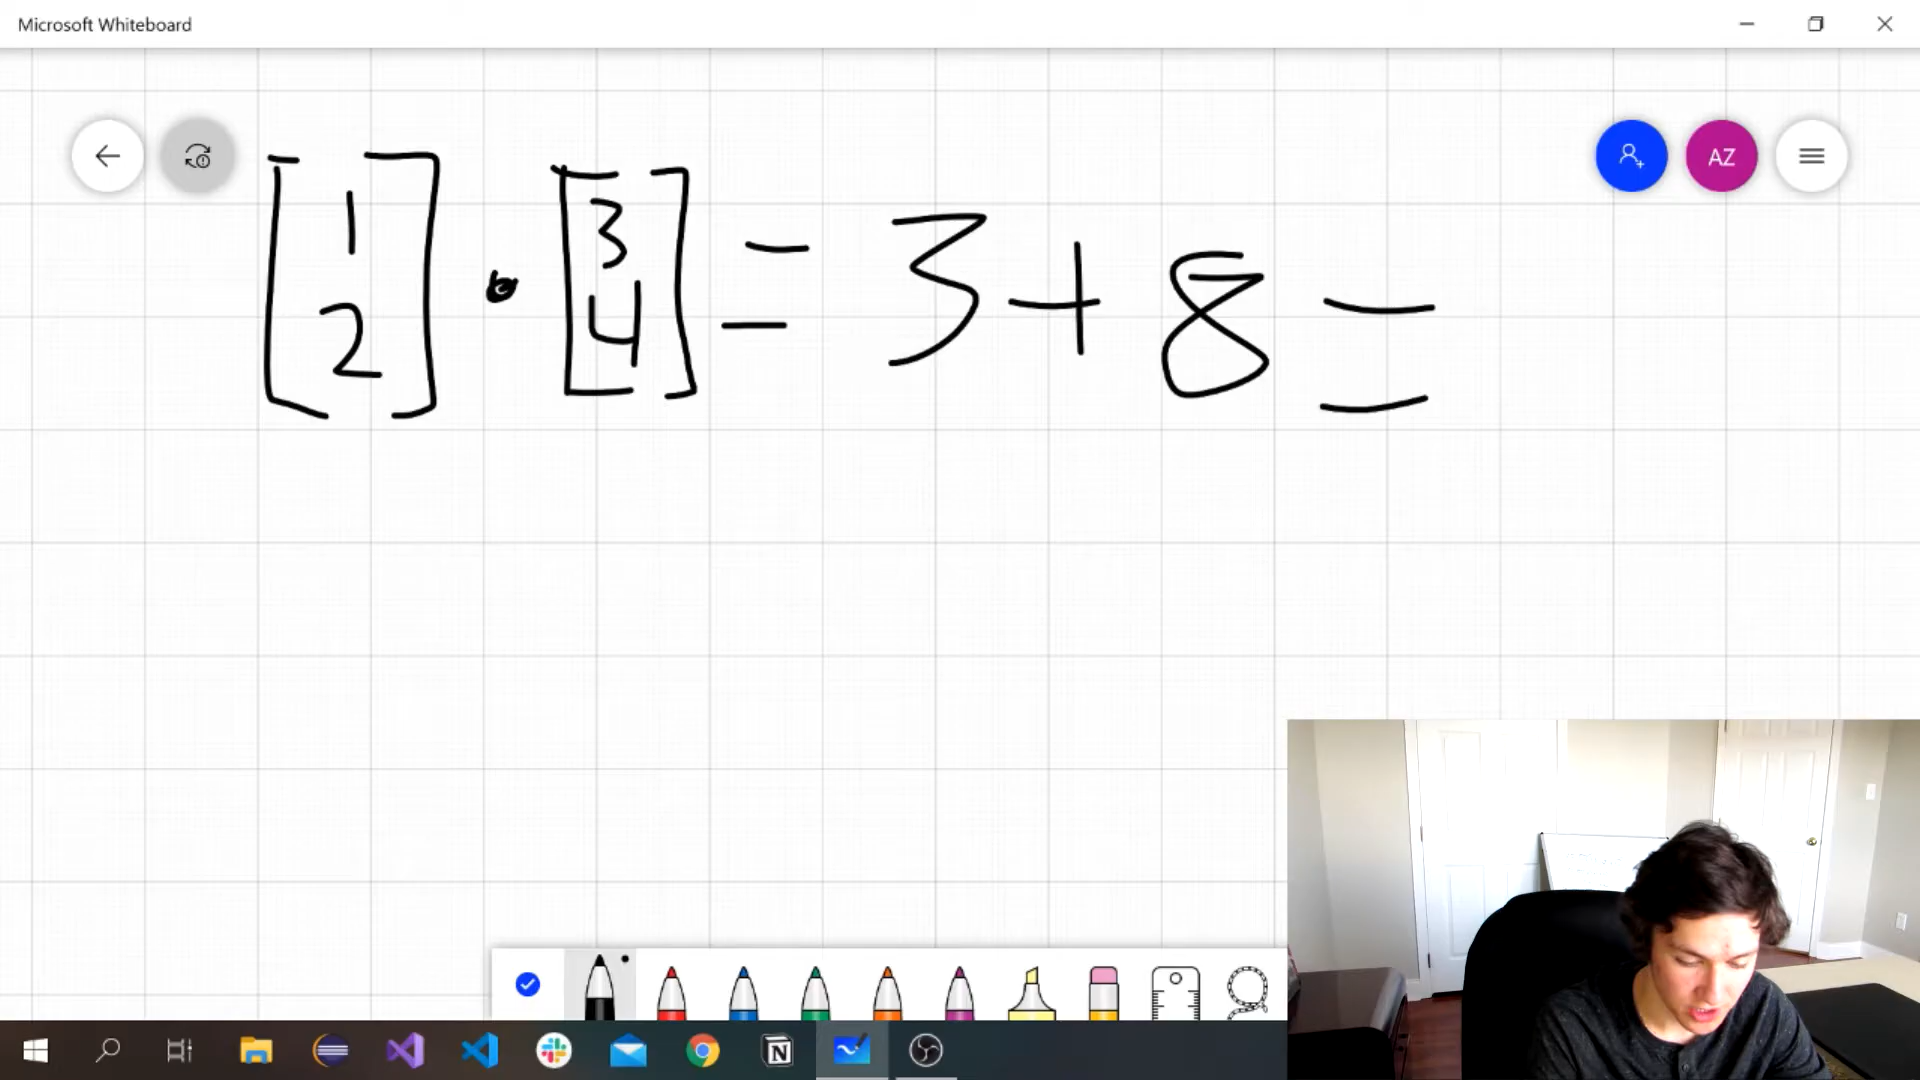 Microsoft Whiteboard
AZ
[1 2] • [3 4] = 3 + 8 =